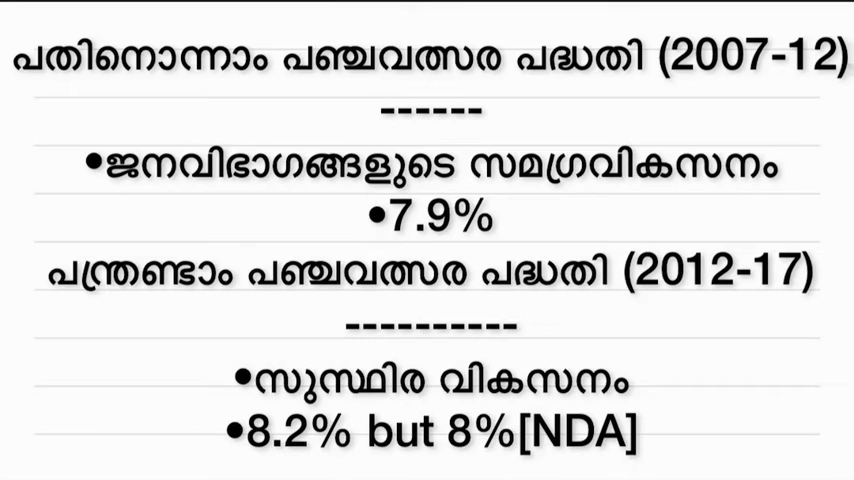 പതിനൊന്നാം പഞ്ചവത്സര പദ്ധതി (2007-12)
------
•ജനവിഭാഗങ്ങളുടെ സമഗ്രവികസനം
•7.9%
പന്ത്രണ്ടാം പഞ്ചവത്സര പദ്ധതി (2012-17)
----------
•സുസ്ഥിര വികസനം
•8.2% but 8%[NDA]